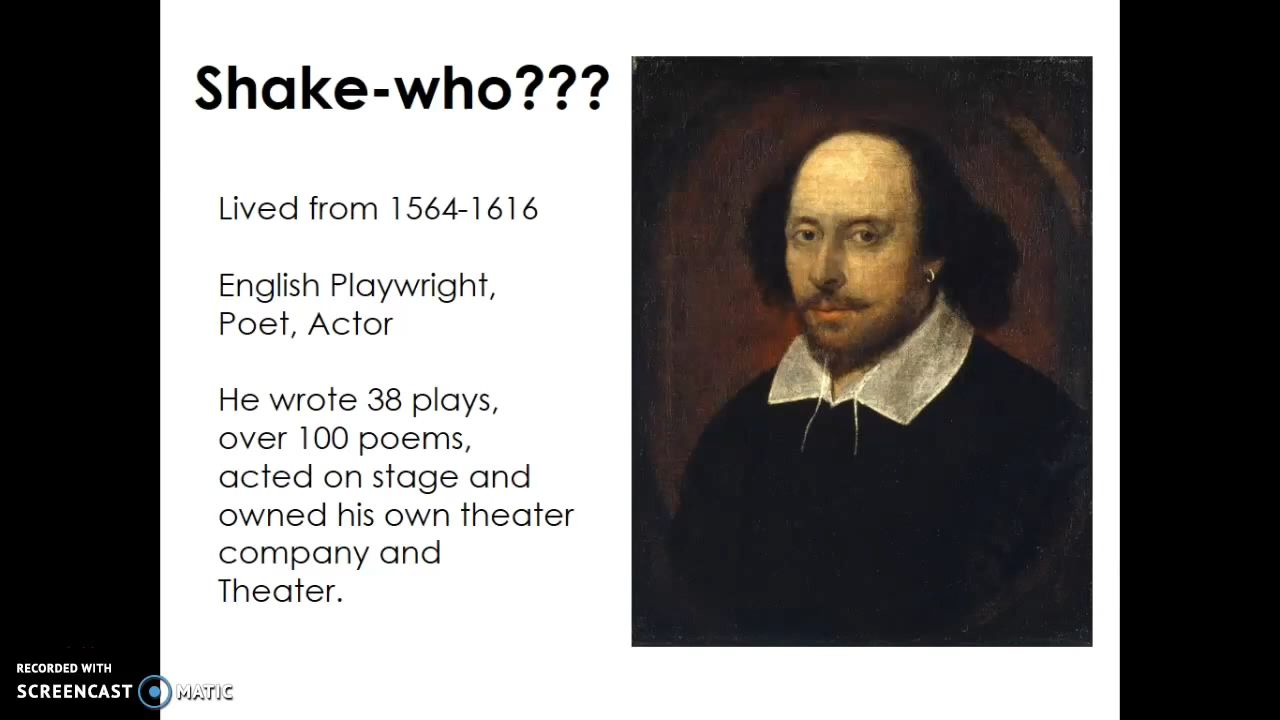 Shake-who???
Lived from 1564-1616
English Playwright,
Poet, Actor
He wrote 38 plays,
over 100 poems,
acted on stage and
owned his own theater
company and
Theater.
RECORDED WITH
SCREENCAST MATIC